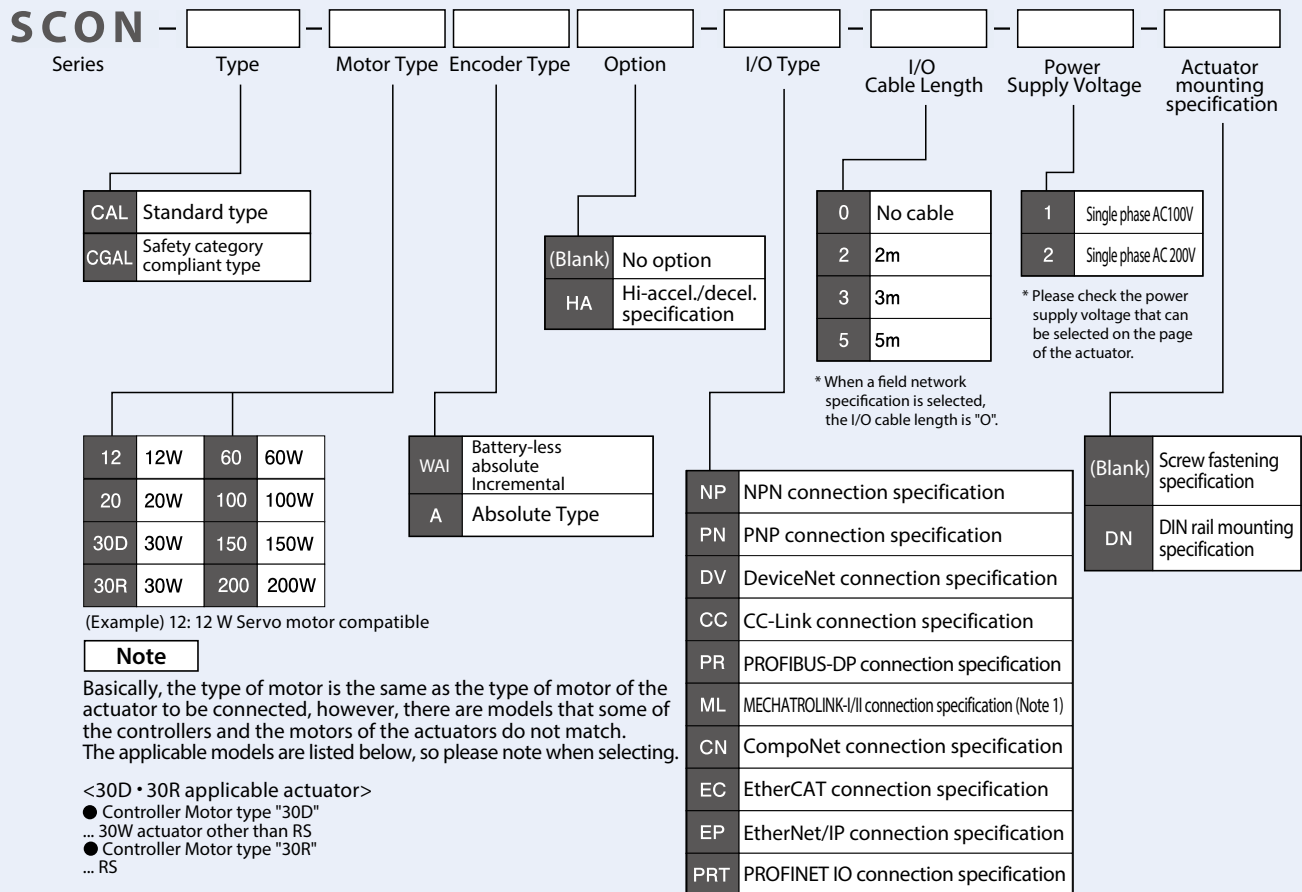 SCON - - - - - -
Series
Type
Motor Type
Encoder Type
Option
I/O Type
I/O
Cable Length
Power
Supply Voltage
Actuator
mounting
specification
CAL Standard type
CGAL Safety category
compliant type
(Blank) No option
HA Hi-accel./decel.
specification
0 No cable
2 2m
3 3m
5 5m
* When a field network
specification is selected,
the I/O cable length is "O".
1 Single phase AC100V
2 Single phase AC 200V
* Please check the power
supply voltage that can
be selected on the page
of the actuator.
12 12W 60 60W
20 20W 100 100W
30D 30W 150 150W
30R 30W 200 200W
(Example) 12: 12 W Servo motor compatible
WAI Battery-less
absolute
Incremental
A Absolute Type
NP NPN connection specification
PN PNP connection specification
DV DeviceNet connection specification
CC CC-Link connection specification
PR PROFIBUS-DP connection specification
ML MECHATROLINK-I/II connection specification (Note 1)
CN CompoNet connection specification
EC EtherCAT connection specification
EP EtherNet/IP connection specification
PRT PROFINET IO connection specification
(Blank) Screw fastening
specification
DN DIN rail mounting
specification
Note
Basically, the type of motor is the same as the type of motor of the
actuator to be connected, however, there are models that some of
the controllers and the motors of the actuators do not match.
The applicable models are listed below, so please note when selecting.
<30D・30R applicable actuator>
● Controller Motor type "30D"
... 30W actuator other than RS
● Controller Motor type "30R"
... RS